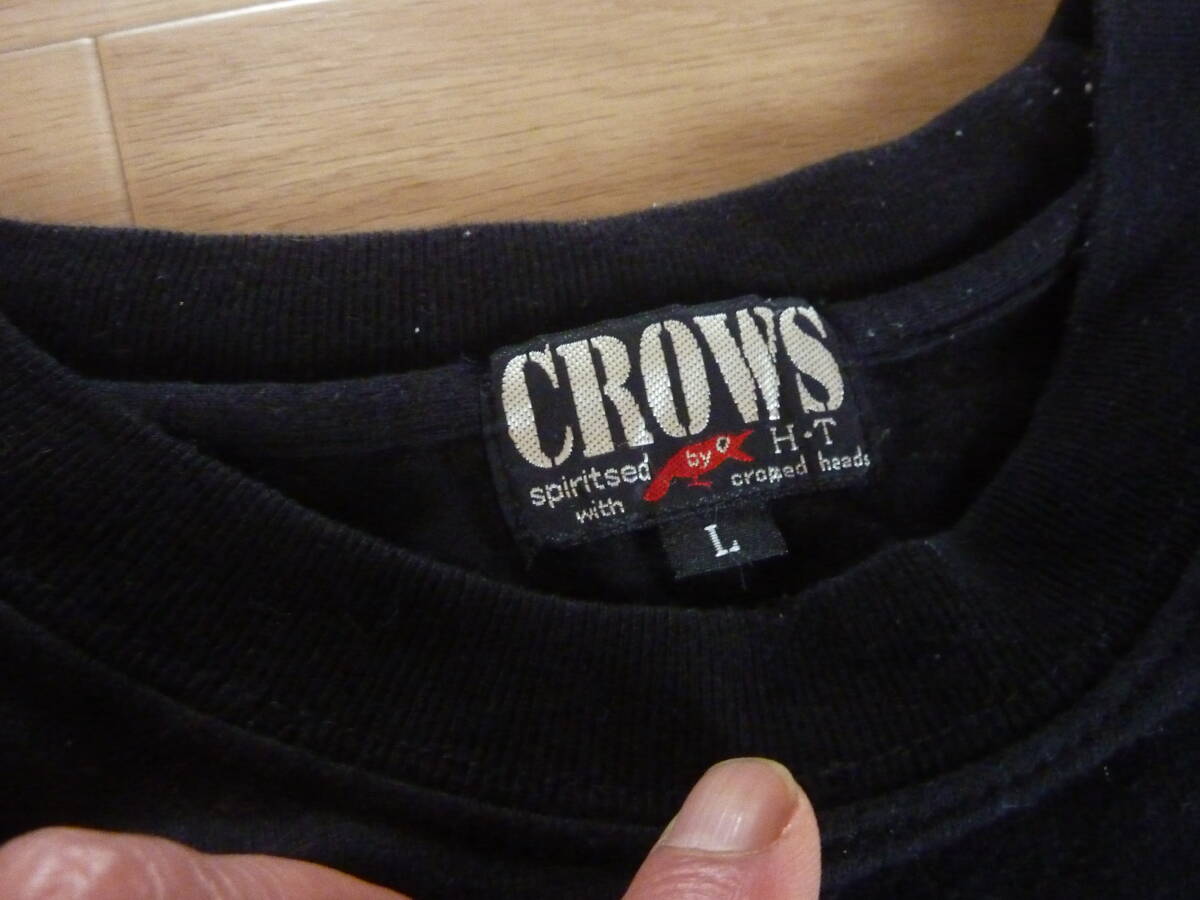 CROWS
spiritsed by H·T
with cropped heads
L